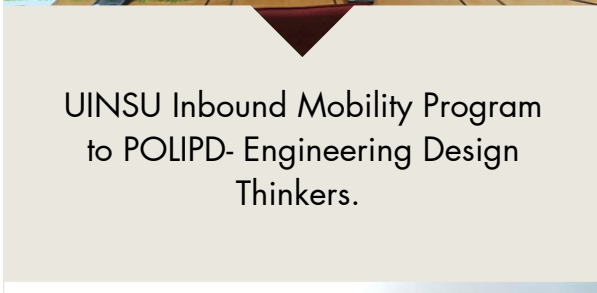 UINSU Inbound Mobility Program
to POLIPD- Engineering Design
Thinkers.